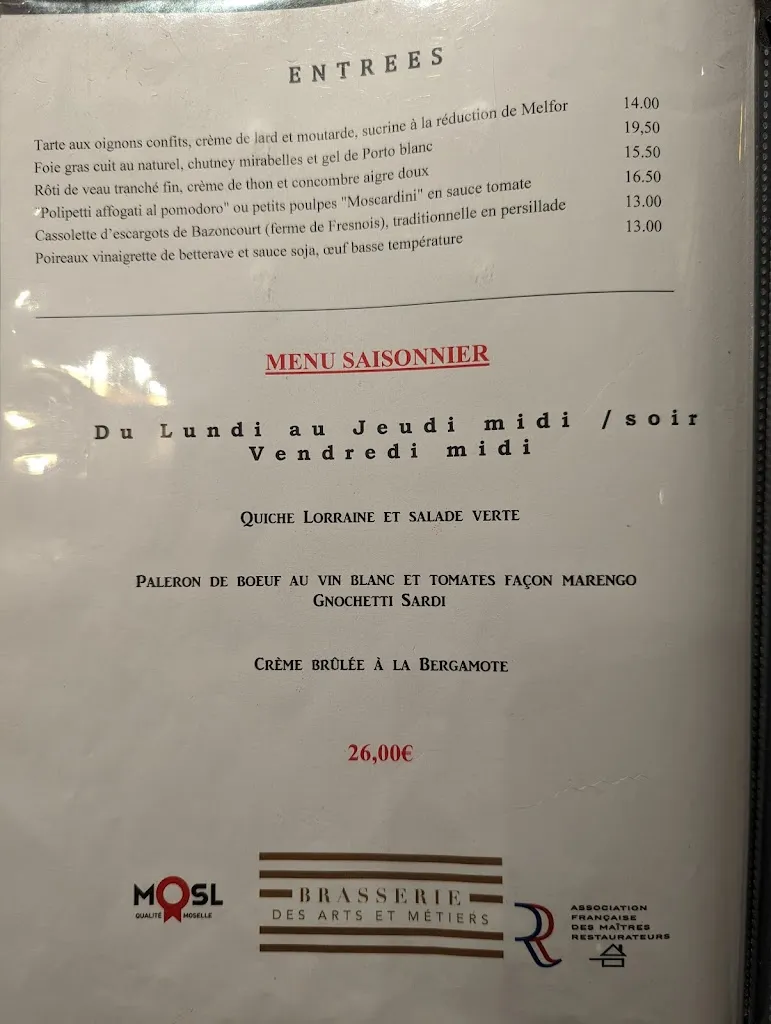 ENTREES
Tarte aux oignons confits, crème de lard et moutarde, sucrine à la réduction de Melfor 14.00
Foie gras cuit au naturel, chutney mirabelles et gel de Porto blanc 19,50
Rôti de veau tranché fin, crème de thon et concombre aigre doux 15.50
"Polipetti affogati al pomodoro" ou petits poulpes "Moscardini" en sauce tomate 16.50
Cassolette d'escargots de Bazoncourt (ferme de Fresnois), traditionnelle en persillade 13.00
Poireaux vinaigrette de betterave et sauce soja, œuf basse température 13.00
MENU SAISONNIER
Du Lundi au Jeudi midi /soir
Vendredi midi
QUICHE LORRAINE ET SALADE VERTE
PALERON DE BOEUF AU VIN BLANC ET TOMATES FAÇON MARENGO
GNOCHETTI SARDI
CRÈME BRÛLÉE À LA BERGAMOTE
26,00€
MOSL
QUALITÉ MOSELLE
BRASSERIE
DES ARTS ET MÉTIERS
ASSOCIATION
FRANÇAISE
DES MAÎTRES
RESTAURATEURS